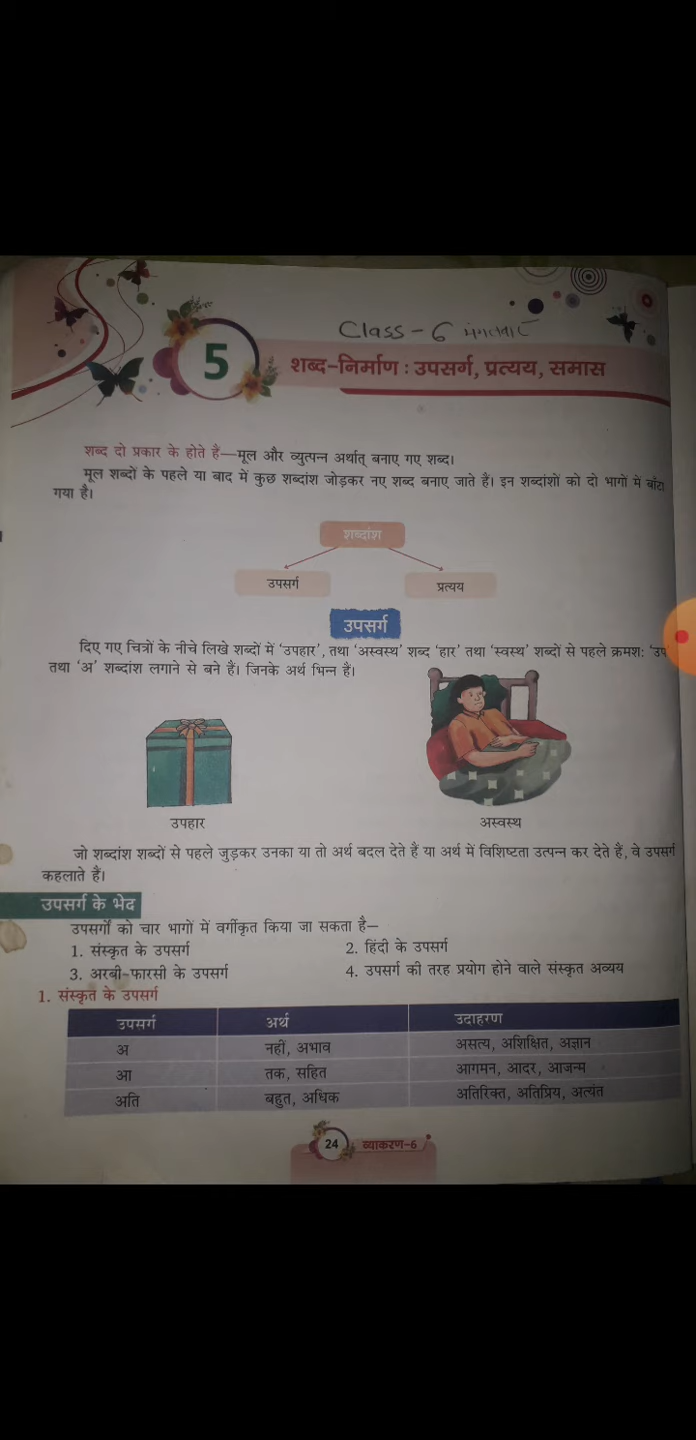 Class - 6 मंगलवार
5
शब्द-निर्माण : उपसर्ग, प्रत्यय, समास
शब्द दो प्रकार के होते हैं—मूल और व्युत्पन्न अर्थात् बनाए गए शब्द।
मूल शब्दों के पहले या बाद में कुछ शब्दांश जोड़कर नए शब्द बनाए जाते हैं। इन शब्दांशों को दो भागों में बाँटा
गया है।
शब्दांश
उपसर्ग प्रत्यय
उपसर्ग
दिए गए चित्रों के नीचे लिखे शब्दों में 'उपहार', तथा 'अस्वस्थ' शब्द 'हार' तथा 'स्वस्थ' शब्दों से पहले क्रमश: 'उप
तथा 'अ' शब्दांश लगाने से बने हैं। जिनके अर्थ भिन्न हैं।
उपहार अस्वस्थ
जो शब्दांश शब्दों से पहले जुड़कर उनका या तो अर्थ बदल देते हैं या अर्थ में विशिष्टता उत्पन्न कर देते हैं, वे उपसर्ग
कहलाते हैं।
उपसर्ग के भेद
उपसर्गों को चार भागों में वर्गीकृत किया जा सकता है—
1. संस्कृत के उपसर्ग 2. हिंदी के उपसर्ग
3. अरबी-फारसी के उपसर्ग 4. उपसर्ग की तरह प्रयोग होने वाले संस्कृत अव्यय
1. संस्कृत के उपसर्ग
उपसर्ग अर्थ उदाहरण
अ नहीं, अभाव असत्य, अशिक्षित, अज्ञान
आ तक, सहित आगमन, आदर, आजन्म
अति बहुत, अधिक अतिरिक्त, अतिप्रिय, अत्यंत
24 व्याकरण-6